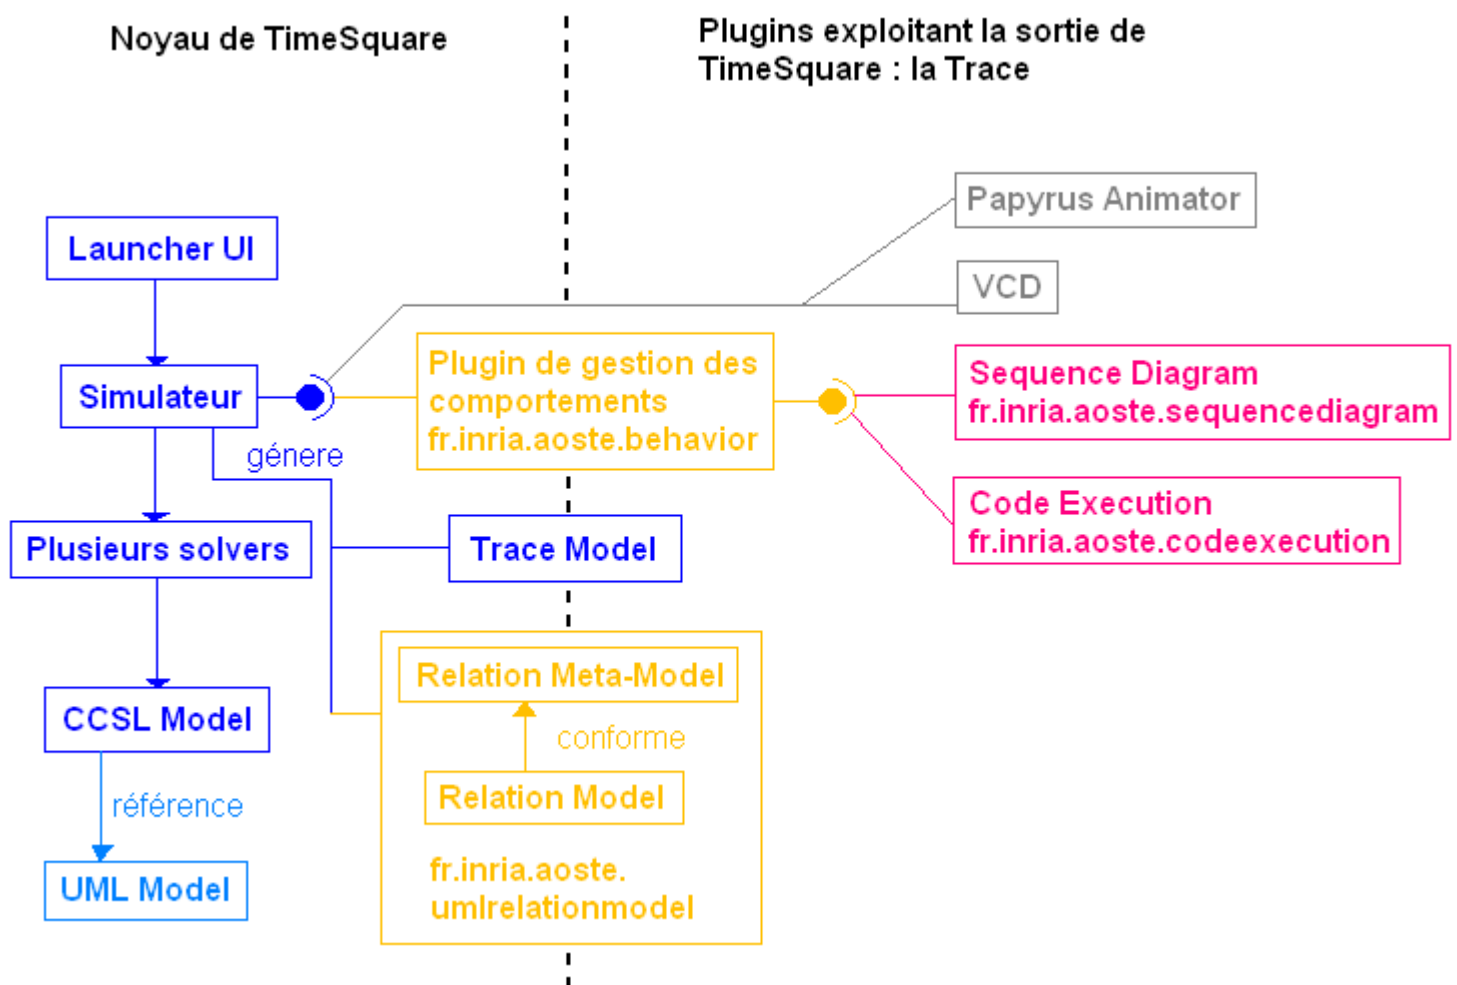 Noyau de TimeSquare
Plugins exploitant la sortie de
TimeSquare : la Trace
Papyrus Animator
Launcher UI
VCD
Plugin de gestion des
comportements
fr.inria.aoste.behavior
Sequence Diagram
fr.inria.aoste.sequencediagram
Simulateur
génere
Code Execution
fr.inria.aoste.codeexecution
Plusieurs solvers
Trace Model
Relation Meta-Model
CCSL Model
conforme
Relation Model
référence
fr.inria.aoste.
umlrelationmodel
UML Model